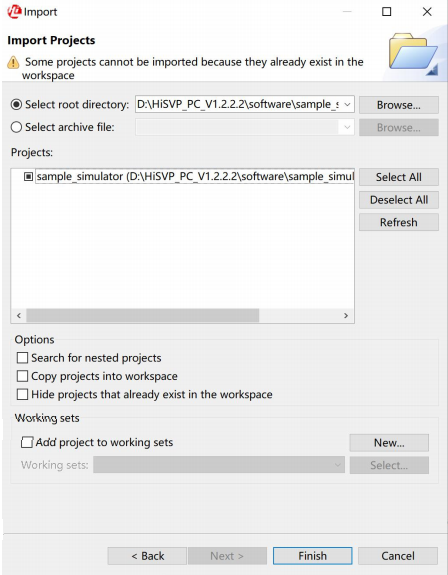 Import
Import Projects
Some projects cannot be imported because they already exist in the
workspace
Select root directory: D:\HiSVP_PC_V1.2.2.2\software\sample_s Browse...
Select archive file: Browse...
Projects:
sample_simulator (D:\HiSVP_PC_V1.2.2.2\software\sample_simul Select All
Deselect All
Refresh
Options
Search for nested projects
Copy projects into workspace
Hide projects that already exist in the workspace
Working sets
Add project to working sets New...
Working sets: Select...
< Back Next > Finish Cancel